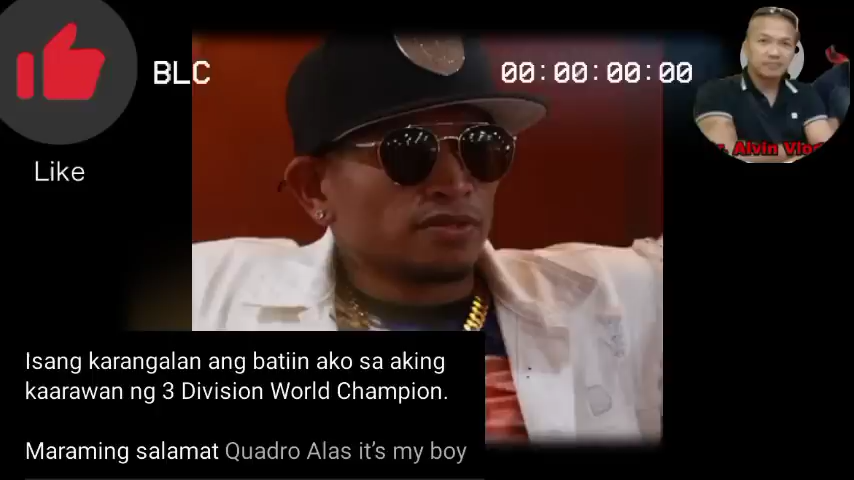 BLC
00:00:00:00
Like
Alvin Vlog
Isang karangalan ang batiin ako sa aking
kaarawan ng 3 Division World Champion.
Maraming salamat Quadro Alas it’s my boy